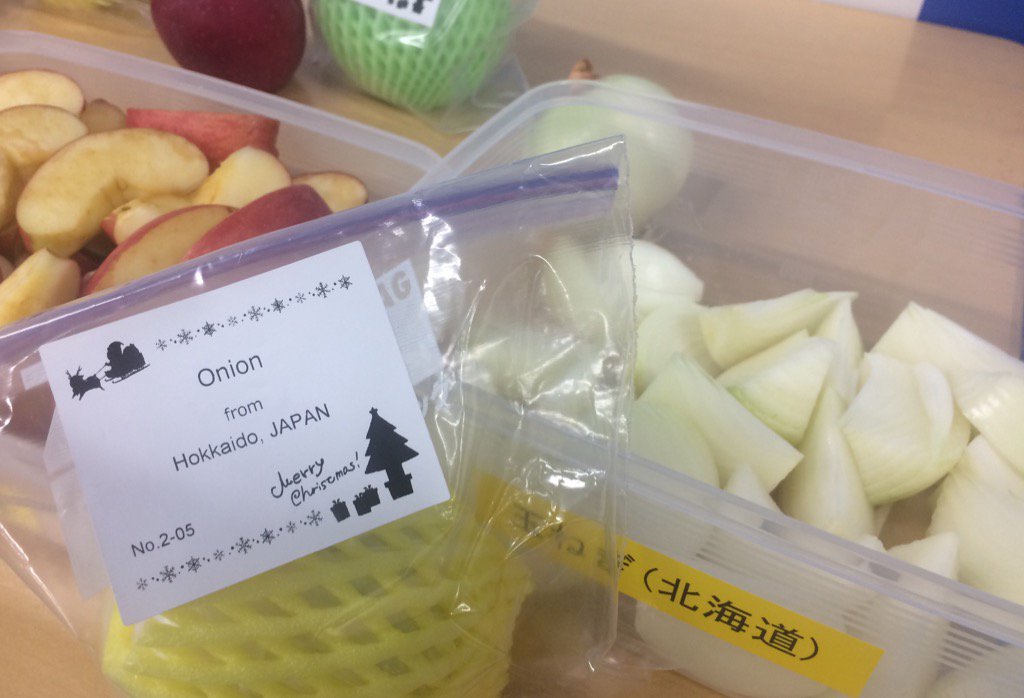 Onion
from
Hokkaido, JAPAN
Merry
Christmas!
No.2-05
(北海道)